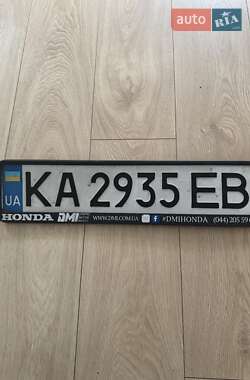 auto RIA
UA KA 2935 EB
HONDA DMI WWW.DMI.COM.UA #DMIHONDA (044) 205 59